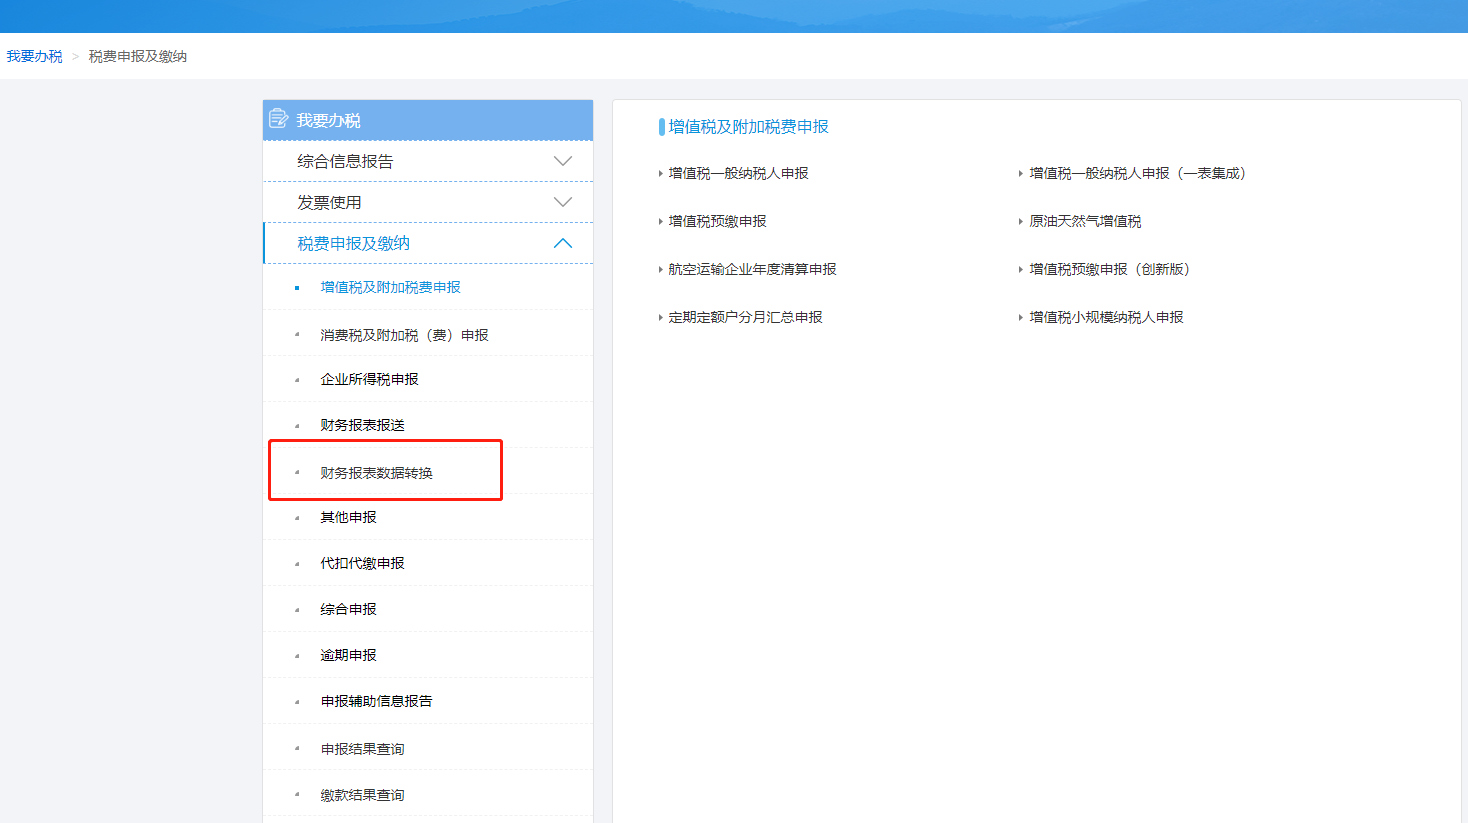 我要办税 > 税费申报及缴纳
我要办税
综合信息报告
发票使用
税费申报及缴纳
增值税及附加税费申报
消费税及附加税（费）申报
企业所得税申报
财务报表报送
财务报表数据转换
其他申报
代扣代缴申报
综合申报
逾期申报
申报辅助信息报告
申报结果查询
缴款结果查询
增值税及附加税费申报
增值税一般纳税人申报
增值税一般纳税人申报（一表集成）
增值税预缴申报
原油天然气增值税
航空运输企业年度清算申报
增值税预缴申报（创新版）
定期定额户分月汇总申报
增值税小规模纳税人申报